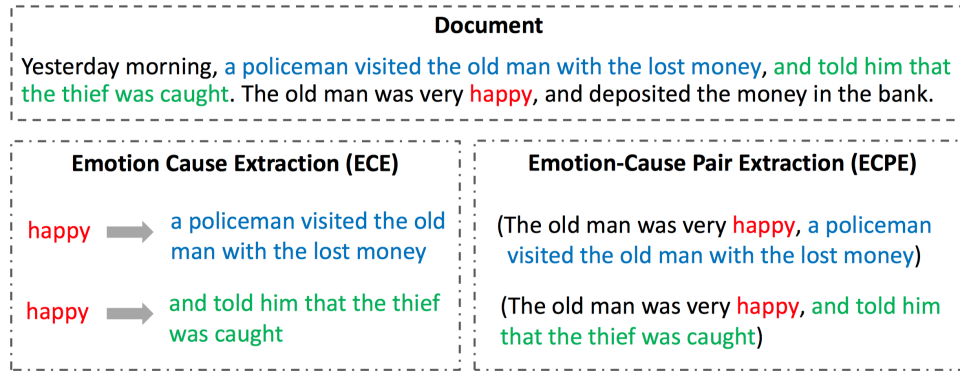 Document
Yesterday morning, a policeman visited the old man with the lost money, and told him that
the thief was caught. The old man was very happy, and deposited the money in the bank.
Emotion Cause Extraction (ECE)
happy
a policeman visited the old
man with the lost money
happy
and told him that the thief
was caught
Emotion-Cause Pair Extraction (ECPE)
(The old man was very happy, a policeman
visited the old man with the lost money)
(The old man was very happy, and told him
that the thief was caught)